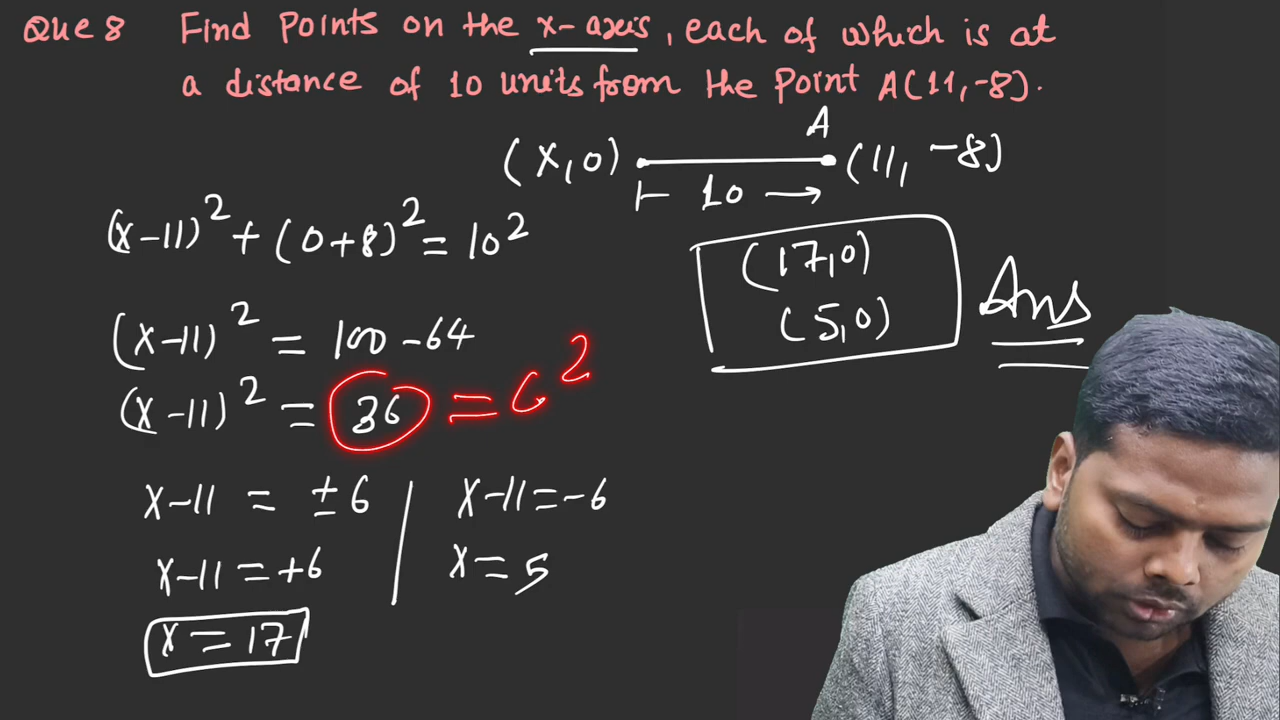 Que 8 Find Points on the x-axis, each of which is at
a distance of 10 units from the Point A(11,-8).
A
(x,0) (11, -8)
10
(x-11)² + (0+8)² = 10²
(17,0)
(5,0)
Ans
(x-11)² = 100-64
(x-11)² = 36 = 6²
x-11 = ±6 x-11=-6
x-11 = +6 x = 5
x = 17